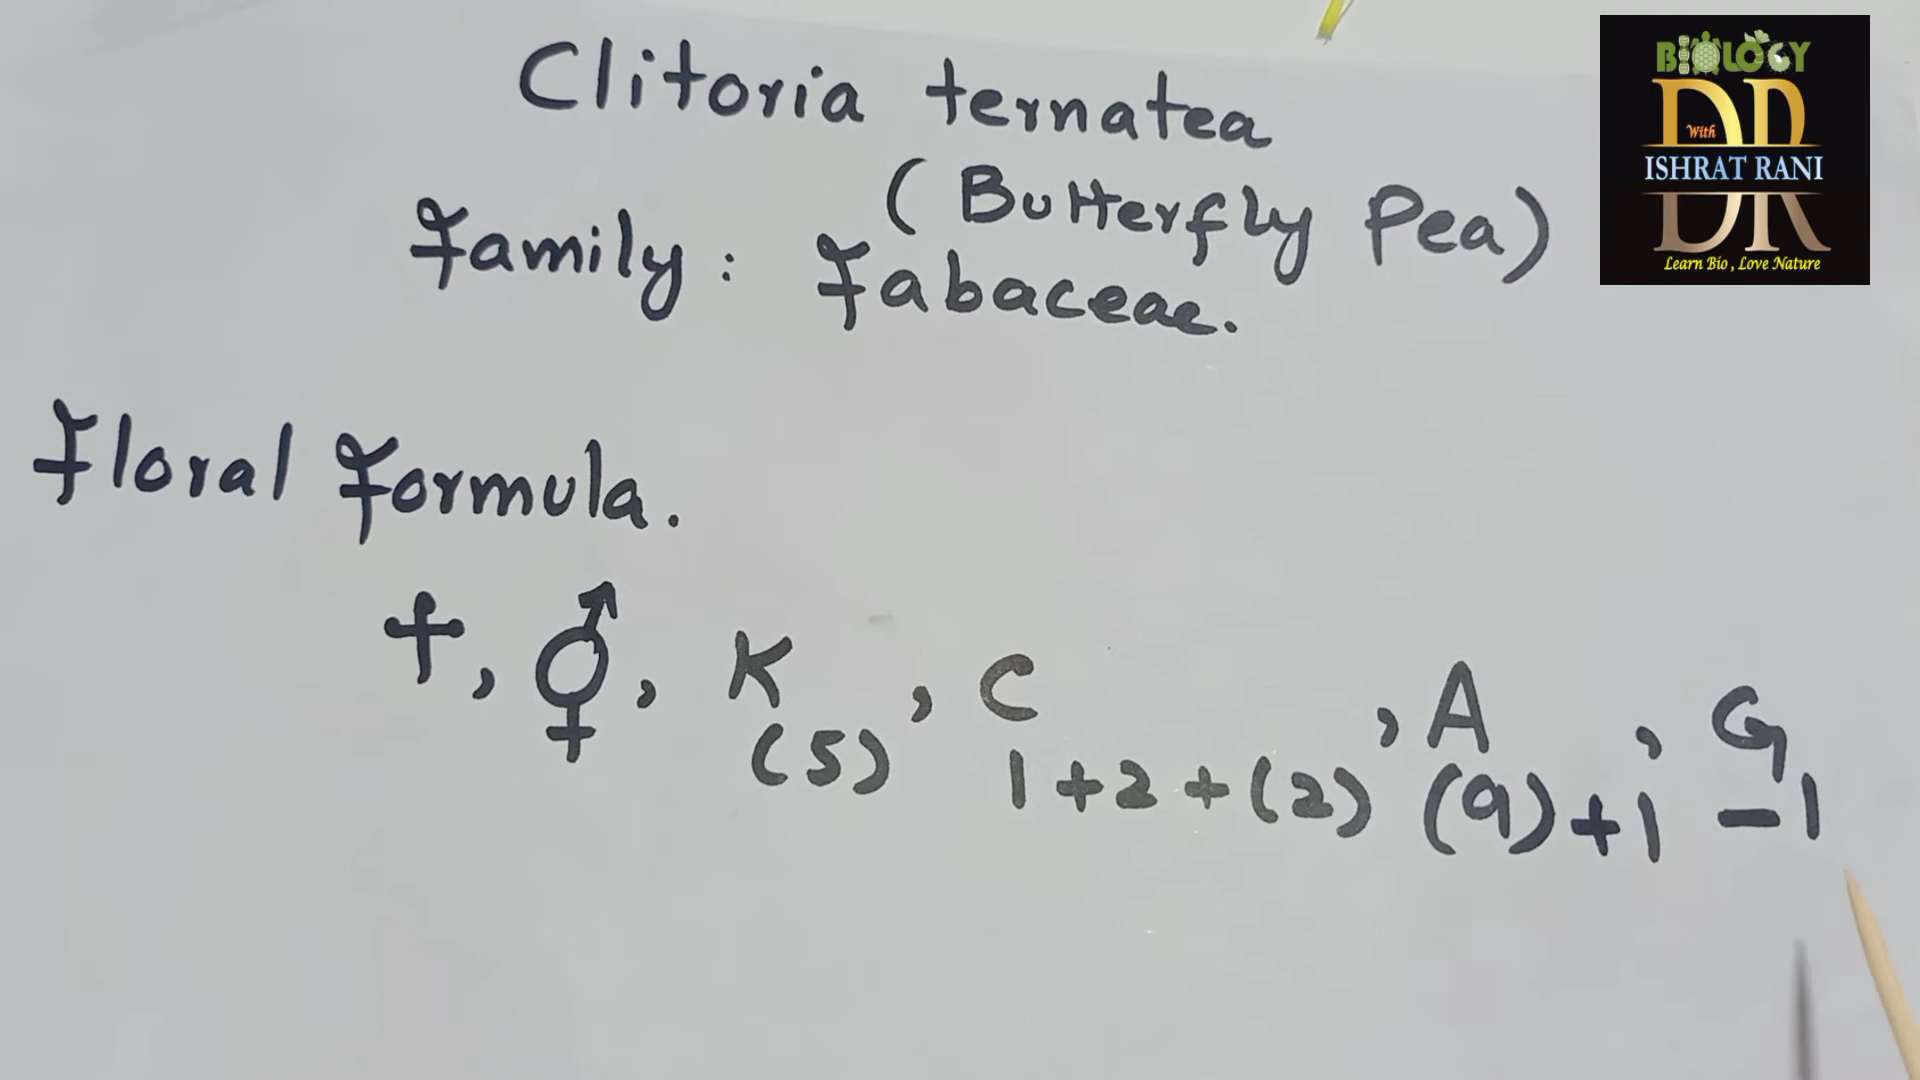 Clitoria ternatea
(Butterfly Pea)
Family: Fabaceae.
Floral Formula.
+, ⚥, K(5), C1+2+(2), A(9)+1, G-1
BIOLOGY
With
DR
ISHRAT RANI
Learn Bio, Love Nature